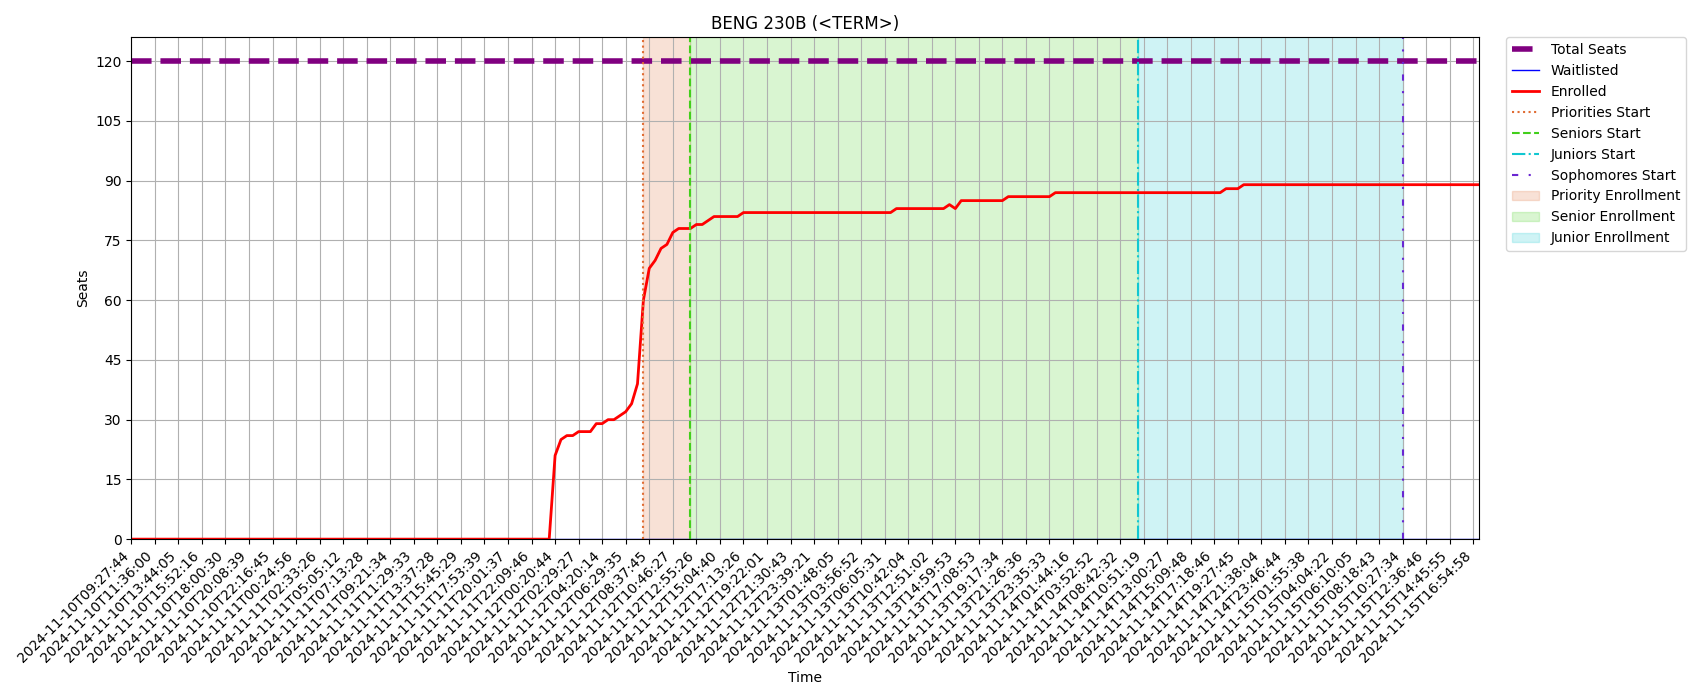 BENG 230B (<TERM>)
Total Seats
Waitlisted
Enrolled
Priorities Start
Seniors Start
Juniors Start
Sophomores Start
Priority Enrollment
Senior Enrollment
Junior Enrollment
Seats
120
105
90
75
60
45
30
15
0
2024-11-10T09:27:44
2024-11-10T11:36:00
2024-11-10T13:44:05
2024-11-10T15:52:16
2024-11-10T18:00:30
2024-11-10T20:08:39
2024-11-10T22:16:45
2024-11-11T00:24:56
2024-11-11T02:33:26
2024-11-11T05:05:12
2024-11-11T07:13:28
2024-11-11T09:21:34
2024-11-11T11:29:33
2024-11-11T13:37:28
2024-11-11T15:45:29
2024-11-11T17:53:39
2024-11-11T20:01:37
2024-11-11T22:09:46
2024-11-12T00:20:44
2024-11-12T02:29:27
2024-11-12T04:20:14
2024-11-12T06:29:35
2024-11-12T08:37:45
2024-11-12T10:46:27
2024-11-12T12:55:26
2024-11-12T15:04:40
2024-11-12T17:13:26
2024-11-12T19:22:01
2024-11-12T21:30:43
2024-11-12T23:39:21
2024-11-13T01:48:05
2024-11-13T03:56:52
2024-11-13T06:05:31
2024-11-13T10:42:04
2024-11-13T12:51:02
2024-11-13T14:59:53
2024-11-13T17:08:53
2024-11-13T19:17:34
2024-11-13T21:26:36
2024-11-13T23:35:33
2024-11-14T01:44:16
2024-11-14T03:52:52
2024-11-14T08:42:32
2024-11-14T10:51:19
2024-11-14T13:00:27
2024-11-14T15:09:48
2024-11-14T17:18:46
2024-11-14T19:27:45
2024-11-14T21:38:04
2024-11-14T23:46:44
2024-11-15T01:55:38
2024-11-15T04:04:22
2024-11-15T06:10:05
2024-11-15T08:18:43
2024-11-15T10:27:34
2024-11-15T12:36:46
2024-11-15T14:45:55
2024-11-15T16:54:58
Time